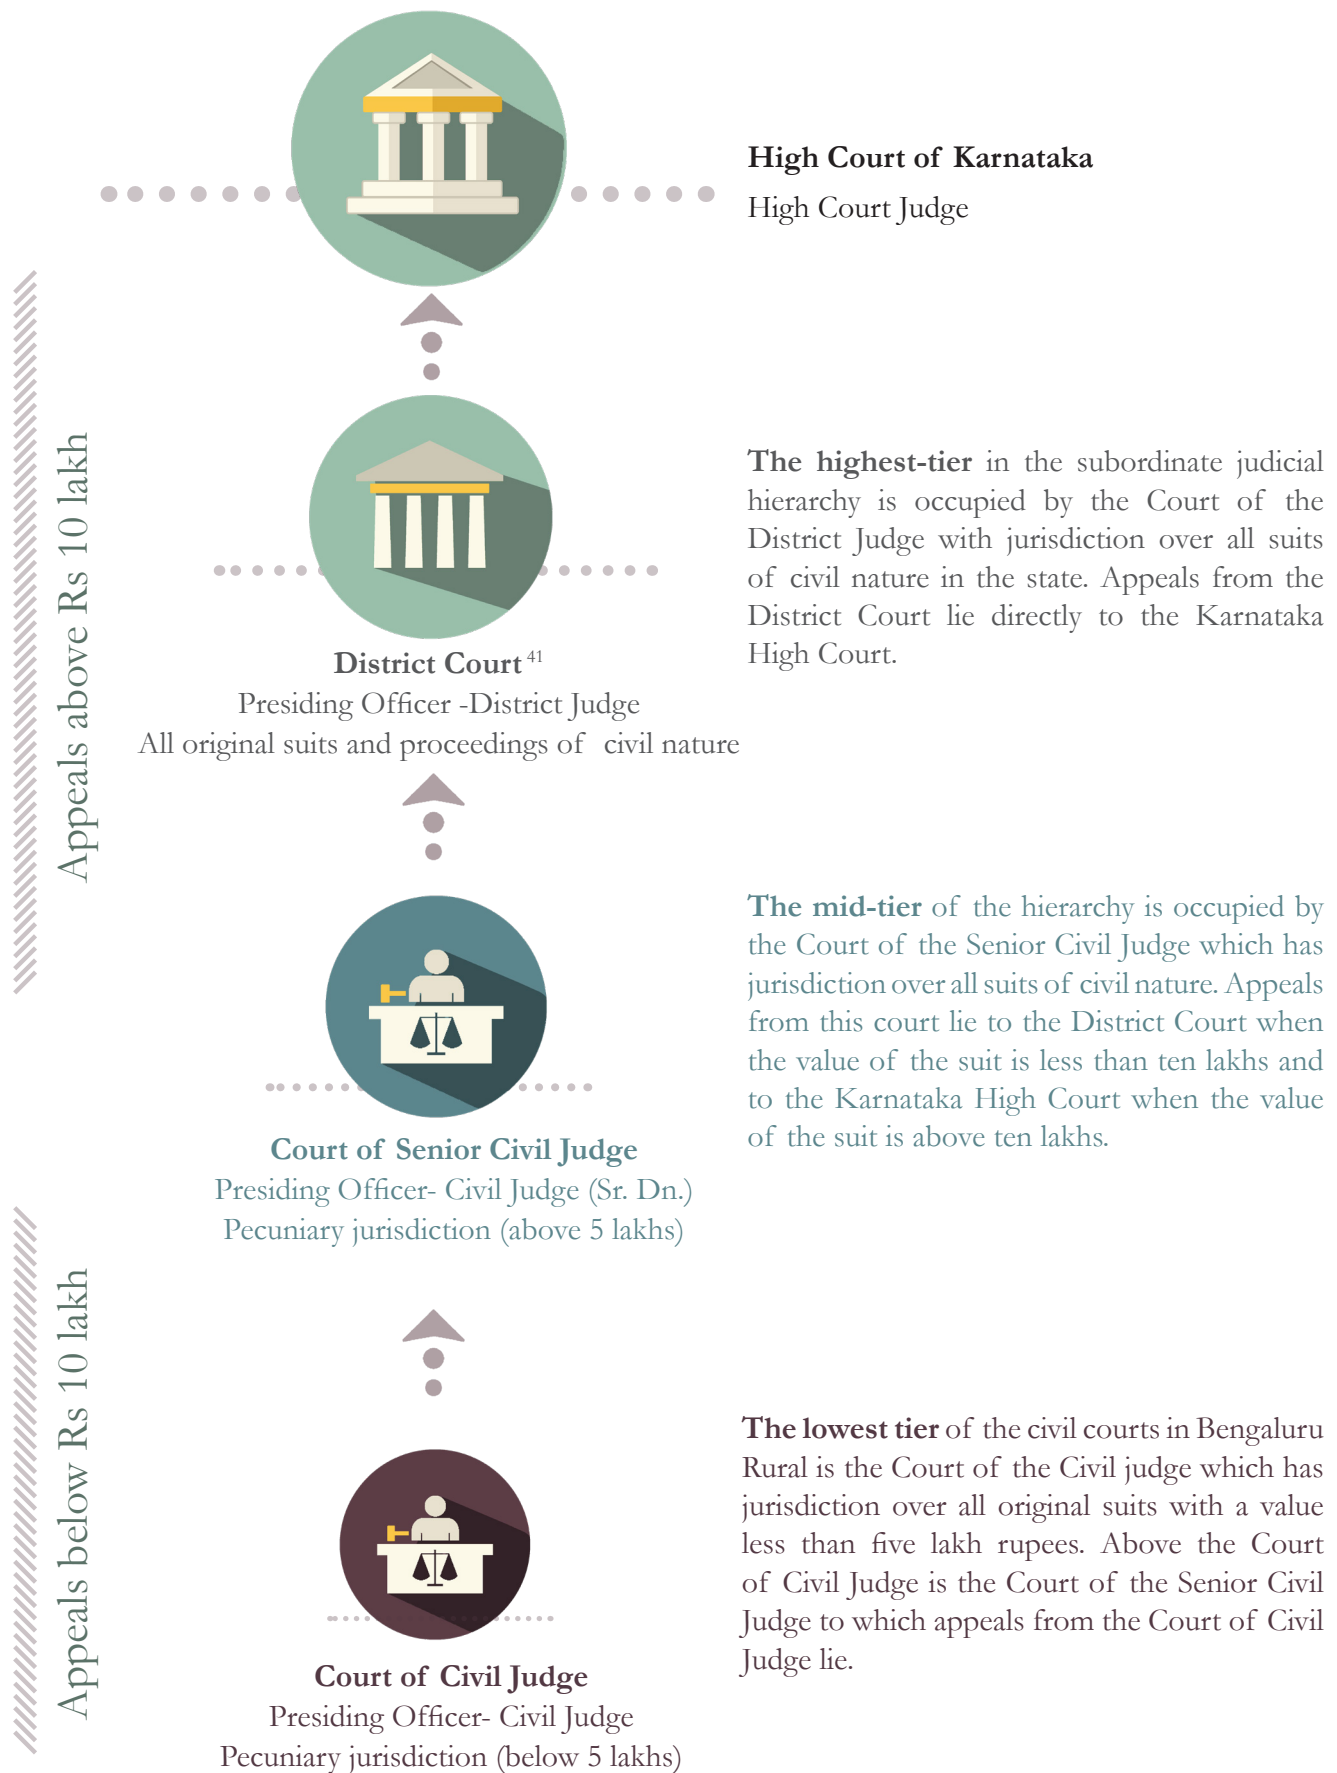 High Court of Karnataka
High Court Judge
Appeals above Rs 10 lakh
The highest-tier in the subordinate judicial
hierarchy is occupied by the Court of the
District Judge with jurisdiction over all suits
of civil nature in the state. Appeals from the
District Court lie directly to the Karnataka
High Court.
District Court 41
Presiding Officer -District Judge
All original suits and proceedings of civil nature
The mid-tier of the hierarchy is occupied by
the Court of the Senior Civil Judge which has
jurisdiction over all suits of civil nature. Appeals
from this court lie to the District Court when
the value of the suit is less than ten lakhs and
to the Karnataka High Court when the value
of the suit is above ten lakhs.
Court of Senior Civil Judge
Presiding Officer- Civil Judge (Sr. Dn.)
Pecuniary jurisdiction (above 5 lakhs)
Appeals below Rs 10 lakh
The lowest tier of the civil courts in Bengaluru
Rural is the Court of the Civil judge which has
jurisdiction over all original suits with a value
less than five lakh rupees. Above the Court
of Civil Judge is the Court of the Senior Civil
Judge to which appeals from the Court of Civil
Judge lie.
Court of Civil Judge
Presiding Officer- Civil Judge
Pecuniary jurisdiction (below 5 lakhs)